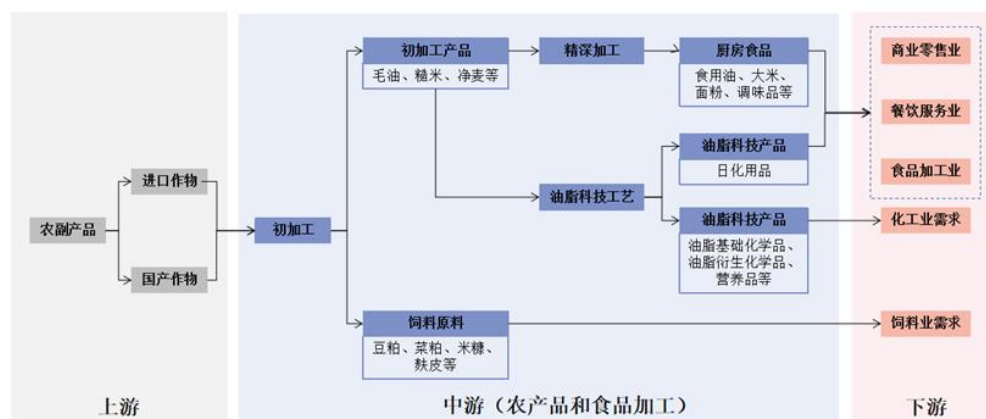 农副产品
进口作物
国产作物
上游
初加工
初加工产品
毛油、糙米、净麦等
精深加工
厨房食品
食用油、大米、
面粉、调味品等
油脂科技工艺
油脂科技产品
日化用品
油脂科技产品
油脂基础化学品、
油脂衍生化学品、
营养品等
饲料原料
豆粕、菜粕、米糠、
麸皮等
中游（农产品和食品加工）
商业零售业
餐饮服务业
食品加工业
化工业需求
饲料业需求
下游